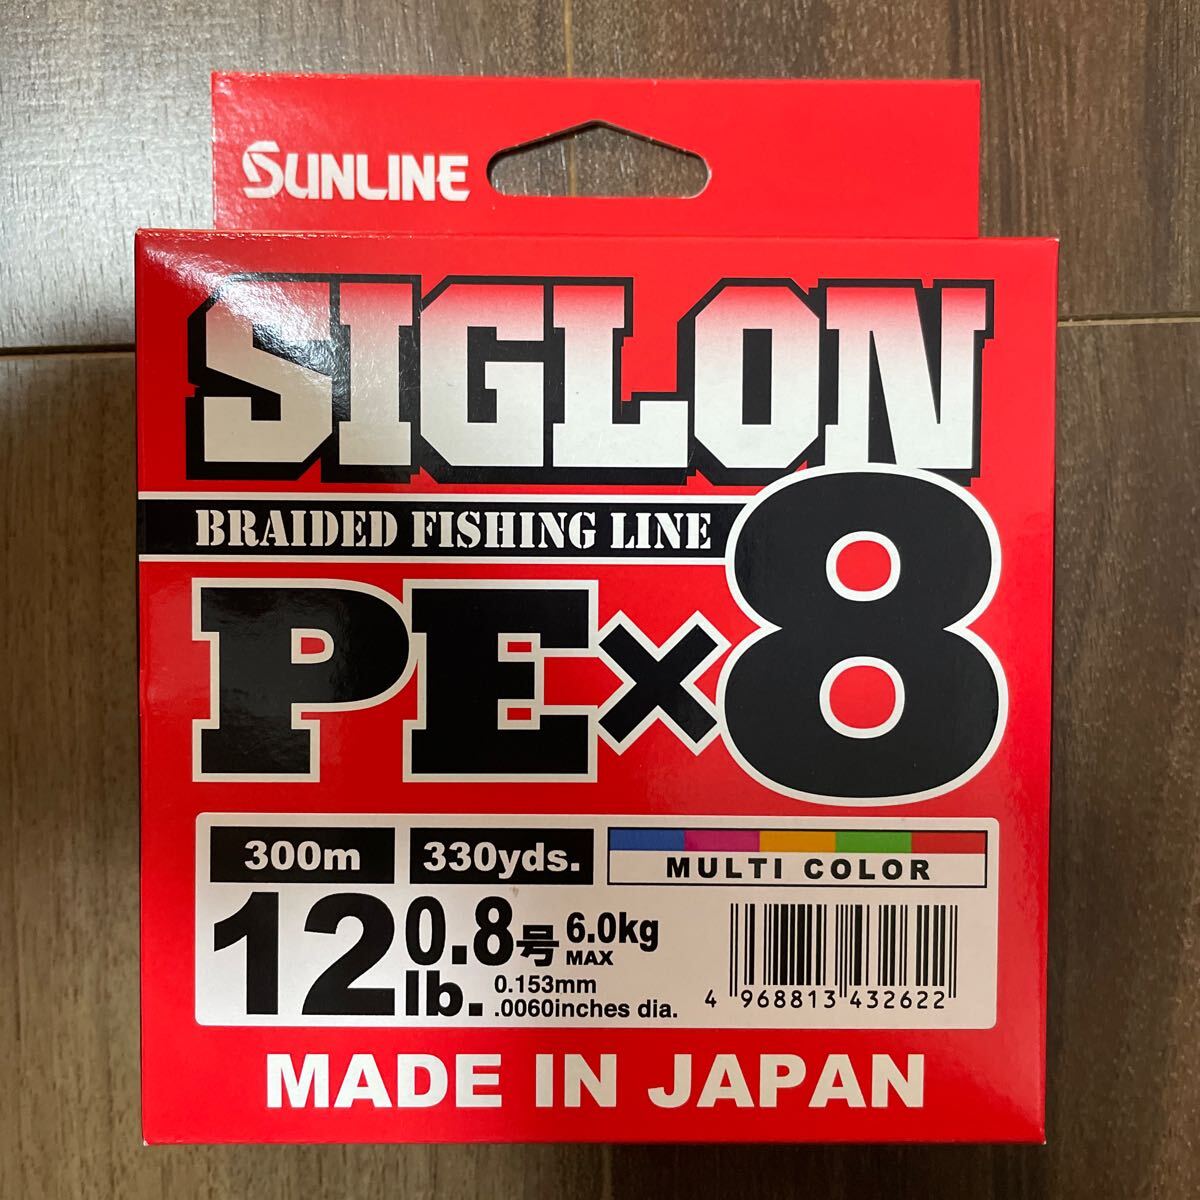 SUNLINE
SIGLON
BRAIDED FISHING LINE
PE×8
300m 330yds. MULTI COLOR
12lb. 0.8号 6.0kg MAX
0.153mm
.0060inches dia.
4 968813 432622
MADE IN JAPAN